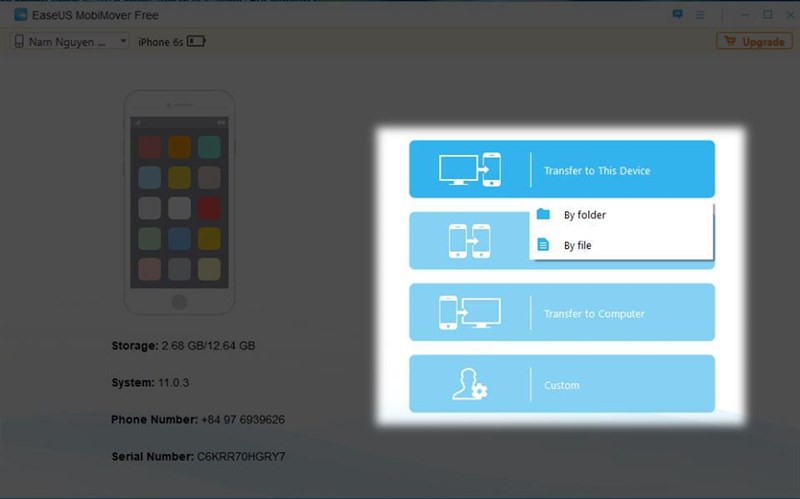 EaseUS MobiMover Free
Nam Nguyen ...
iPhone 6s
Upgrade
Transfer to This Device
By folder
By file
Transfer to Computer
Custom
Storage: 2.68 GB/12.64 GB
System: 11.0.3
Phone Number: +84 97 6939626
Serial Number: C6KRR70HGRY7